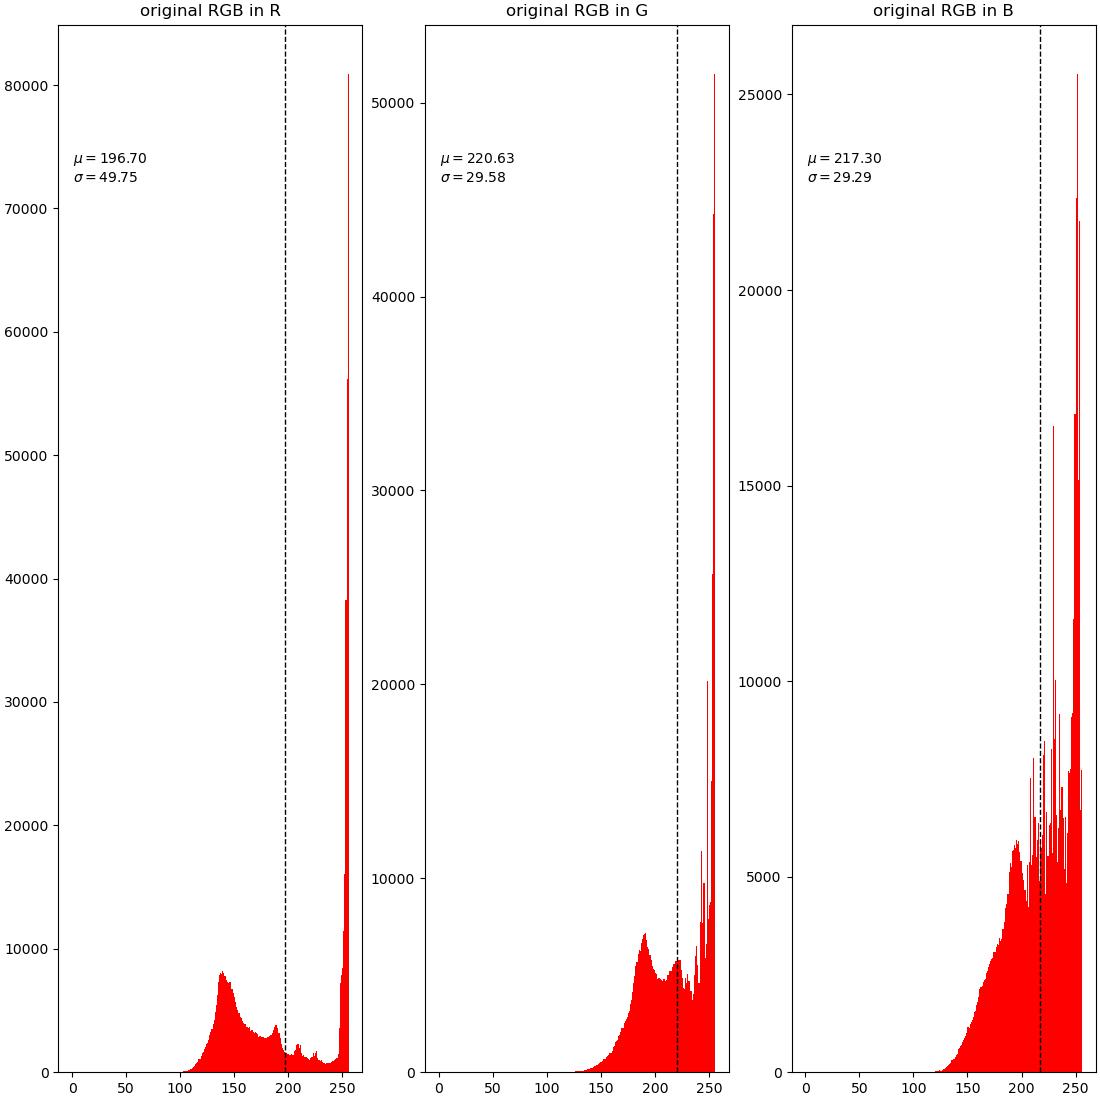 original RGB in R
original RGB in G
original RGB in B
80000
70000
60000
50000
40000
30000
20000
10000
0
μ = 196.70
σ = 49.75
0 50 100 150 200 250
50000
40000
30000
20000
10000
0
μ = 220.63
σ = 29.58
0 50 100 150 200 250
25000
20000
15000
10000
5000
0
μ = 217.30
σ = 29.29
0 50 100 150 200 250